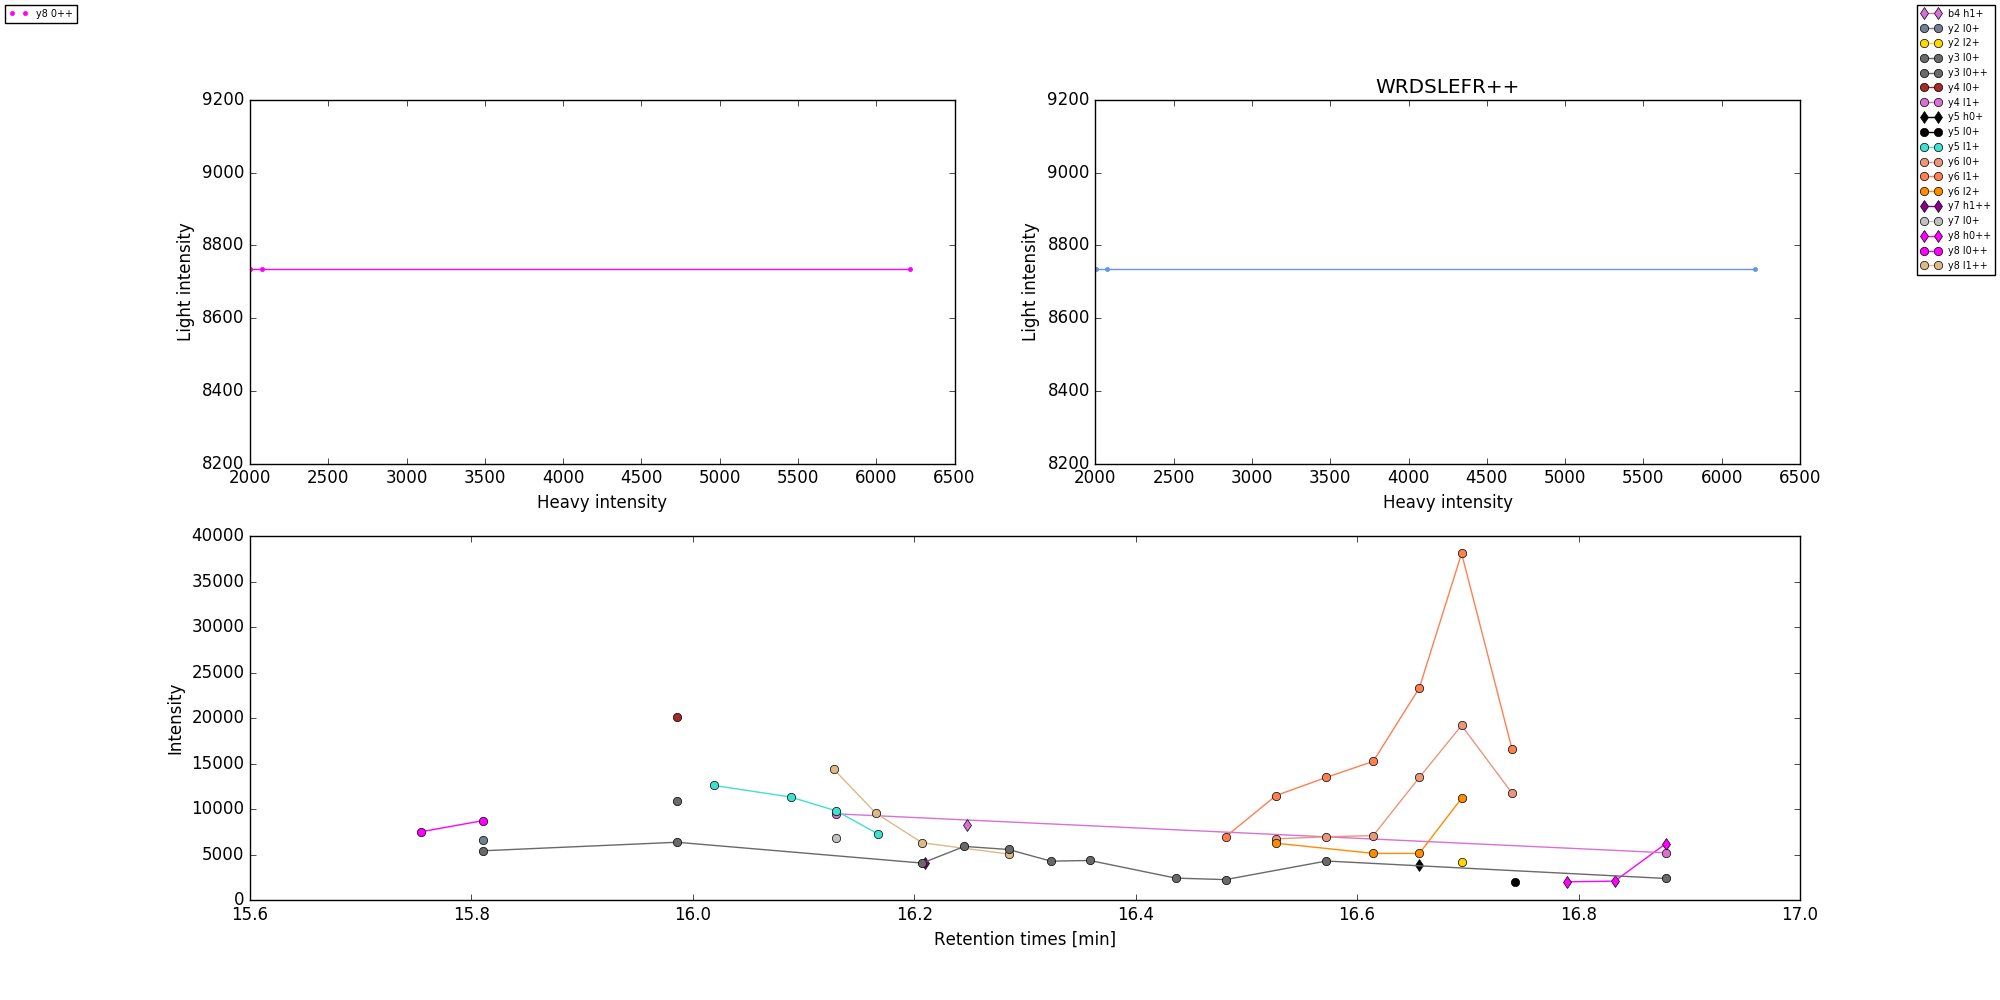 y8 0++
b4 h1+
y2 l0+
y2 l2+
y3 l0+
y3 l0++
y4 l0+
y4 l1+
y5 h0+
y5 l0+
y5 l1+
y6 l0+
y6 l1+
y6 l2+
y7 h1++
y7 l0+
y8 h0++
y8 l0++
y8 l1++
WRDSLEFR++
9200
9000
8800
8600
8400
8200
Light intensity
2000 2500 3000 3500 4000 4500 5000 5500 6000 6500
Heavy intensity
9200
9000
8800
8600
8400
8200
Light intensity
2000 2500 3000 3500 4000 4500 5000 5500 6000 6500
Heavy intensity
40000
35000
30000
25000
20000
15000
10000
5000
0
Intensity
15.6 15.8 16.0 16.2 16.4 16.6 16.8 17.0
Retention times [min]